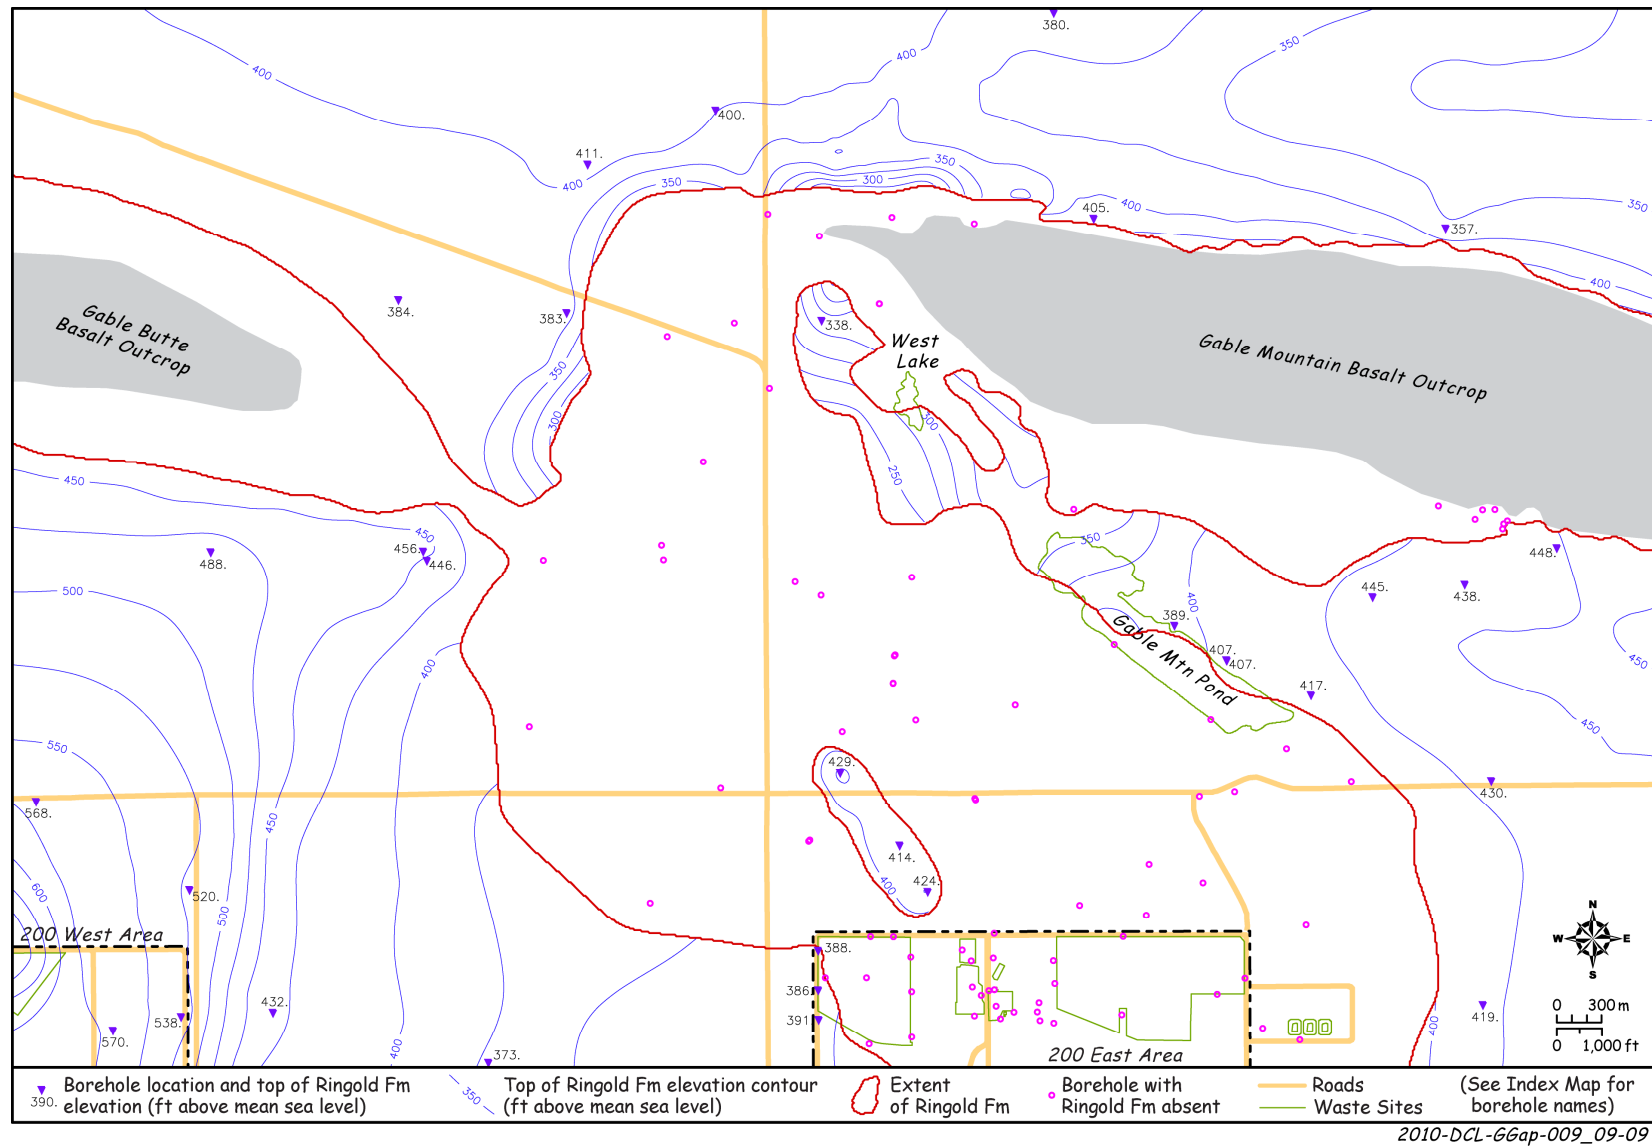 380.
400
350
400
400.
411.
400
350
350
300
405.
400
350
357.
400
384.
383.
338.
Gable Butte
Basalt Outcrop
West
Lake
Gable Mountain Basalt Outcrop
350
300
300
250
450
450
456.
446.
488.
350
448.
445.
438.
500
400
389.
Gable Mtn Pond
407.
407.
450
417.
400
450
550
429.
430.
568.
450
414.
424.
400
600
520.
500
200 West Area
388.
386.
391.
432.
538.
570.
400
373.
200 East Area
419.
400
N
W E
S
0 300 m
0 1,000 ft
390.
Borehole location and top of Ringold Fm
elevation (ft above mean sea level)
350
Top of Ringold Fm elevation contour
(ft above mean sea level)
Extent
of Ringold Fm
Borehole with
Ringold Fm absent
Roads
Waste Sites
(See Index Map for
borehole names)
2010-DCL-GGap-009_09-09